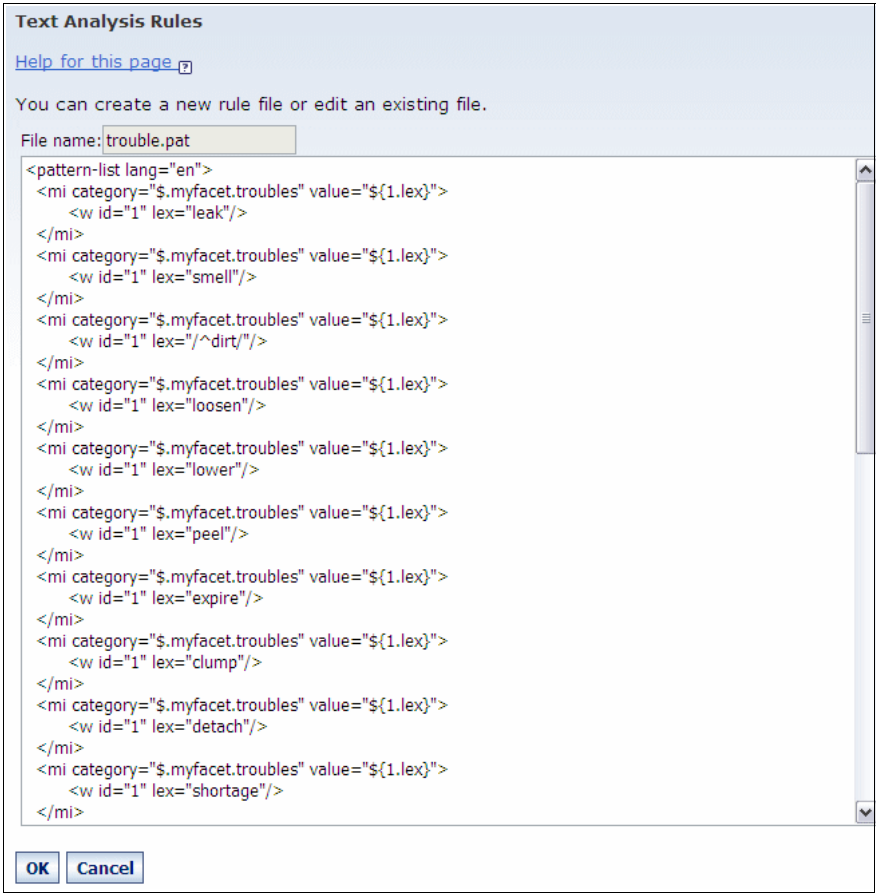 Text Analysis Rules
Help for this page ?
You can create a new rule file or edit an existing file.
File name: trouble.pat
<pattern-list lang="en">
<mi category="$.myfacet.troubles" value="${1.lex}">
<w id="1" lex="leak"/>
</mi>
<mi category="$.myfacet.troubles" value="${1.lex}">
<w id="1" lex="smell"/>
</mi>
<mi category="$.myfacet.troubles" value="${1.lex}">
<w id="1" lex="/^dirt/"/>
</mi>
<mi category="$.myfacet.troubles" value="${1.lex}">
<w id="1" lex="loosen"/>
</mi>
<mi category="$.myfacet.troubles" value="${1.lex}">
<w id="1" lex="lower"/>
</mi>
<mi category="$.myfacet.troubles" value="${1.lex}">
<w id="1" lex="peel"/>
</mi>
<mi category="$.myfacet.troubles" value="${1.lex}">
<w id="1" lex="expire"/>
</mi>
<mi category="$.myfacet.troubles" value="${1.lex}">
<w id="1" lex="clump"/>
</mi>
<mi category="$.myfacet.troubles" value="${1.lex}">
<w id="1" lex="detach"/>
</mi>
<mi category="$.myfacet.troubles" value="${1.lex}">
<w id="1" lex="shortage"/>
</mi>
OK Cancel